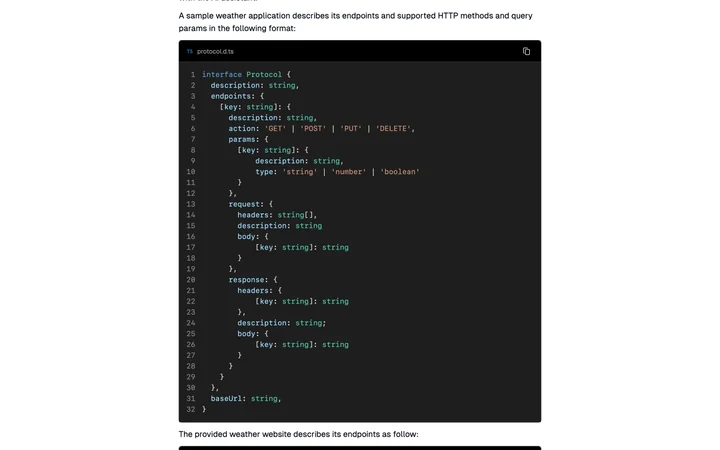 A sample weather application describes its endpoints and supported HTTP methods and query
params in the following format:
TS protocol.d.ts
1 interface Protocol {
2 description: string,
3 endpoints: {
4 [key: string]: {
5 description: string,
6 action: 'GET' | 'POST' | 'PUT' | 'DELETE',
7 params: {
8 [key: string]: {
9 description: string,
10 type: 'string' | 'number' | 'boolean'
11 }
12 },
13 request: {
14 headers: string[],
15 description: string
16 body: {
17 [key: string]: string
18 }
19 },
20 response: {
21 headers: {
22 [key: string]: string
23 },
24 description: string;
25 body: {
26 [key: string]: string
27 }
28 }
29 }
30 },
31 baseUrl: string,
32 }
The provided weather website describes its endpoints as follow: